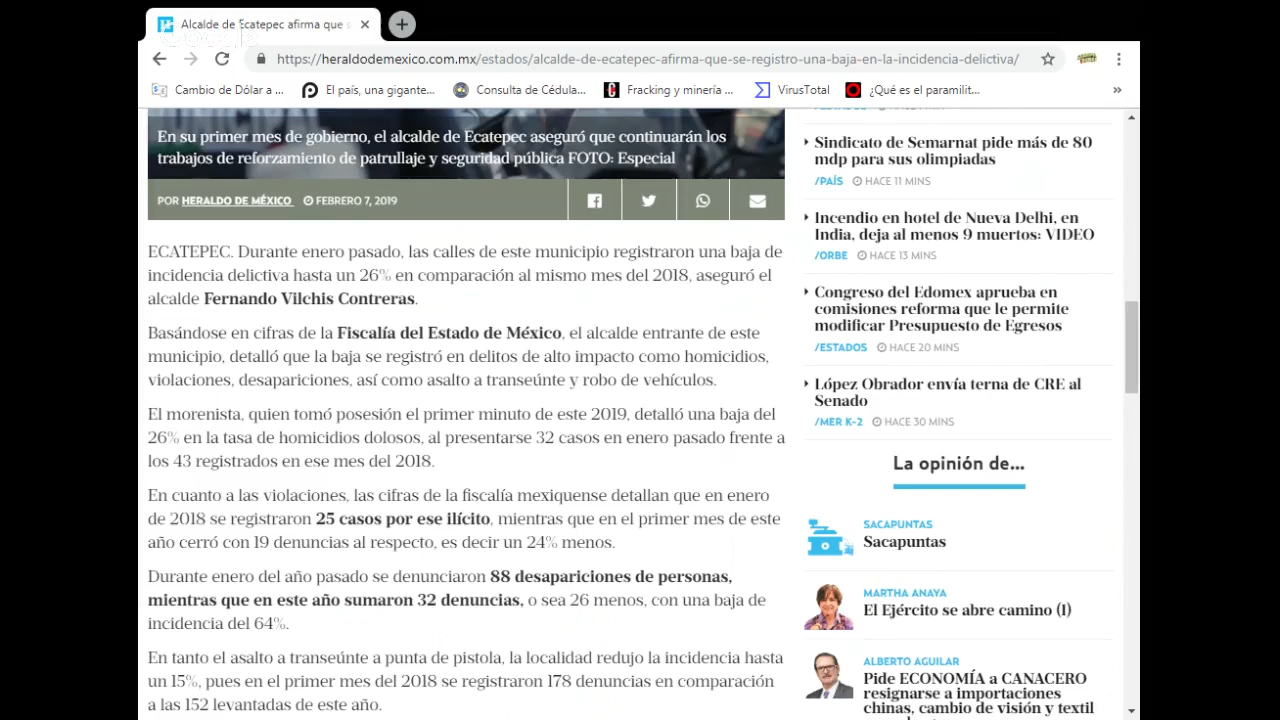 Alcalde de Ecatepec afirma que s
https://heraldodemexico.com.mx/estados/alcalde-de-ecatepec-afirma-que-se-registro-una-baja-en-la-incidencia-delictiva/
Cambio de Dólar a ...
El país, una gigante...
Consulta de Cédula...
Fracking y minería ...
VirusTotal
¿Qué es el paramilit...
»
En su primer mes de gobierno, el alcalde de Ecatepec aseguró que continuarán los
trabajos de reforzamiento de patrullaje y seguridad pública FOTO: Especial
POR HERALDO DE MÉXICO FEBRERO 7, 2019
ECATEPEC. Durante enero pasado, las calles de este municipio registraron una baja de
incidencia delictiva hasta un 26% en comparación al mismo mes del 2018, aseguró el
alcalde Fernando Vilchis Contreras.
Basándose en cifras de la Fiscalía del Estado de México, el alcalde entrante de este
municipio, detalló que la baja se registró en delitos de alto impacto como homicidios,
violaciones, desapariciones, así como asalto a transeúnte y robo de vehículos.
El morenista, quien tomó posesión el primer minuto de este 2019, detalló una baja del
26% en la tasa de homicidios dolosos, al presentarse 32 casos en enero pasado frente a
los 43 registrados en ese mes del 2018.
En cuanto a las violaciones, las cifras de la fiscalía mexiquense detallan que en enero
de 2018 se registraron 25 casos por ese ilícito, mientras que en el primer mes de este
año cerró con 19 denuncias al respecto, es decir un 24% menos.
Durante enero del año pasado se denunciaron 88 desapariciones de personas,
mientras que en este año sumaron 32 denuncias, o sea 26 menos, con una baja de
incidencia del 64%.
En tanto el asalto a transeúnte a punta de pistola, la localidad redujo la incidencia hasta
un 15%, pues en el primer mes del 2018 se registraron 178 denuncias en comparación
a las 152 levantadas de este año.
Sindicato de Semarnat pide más de 80
mdp para sus olimpiadas
/PAÍS HACE 11 MINS
Incendio en hotel de Nueva Delhi, en
India, deja al menos 9 muertos: VIDEO
/ORBE HACE 13 MINS
Congreso del Edomex aprueba en
comisiones reforma que le permite
modificar Presupuesto de Egresos
/ESTADOS HACE 20 MINS
López Obrador envía terna de CRE al
Senado
/MER K-2 HACE 30 MINS
La opinión de...
SACAPUNTAS
Sacapuntas
MARTHA ANAYA
El Ejército se abre camino (I)
ALBERTO AGUILAR
Pide ECONOMÍA a CANACERO
resignarse a importaciones
chinas, cambio de visión y textil